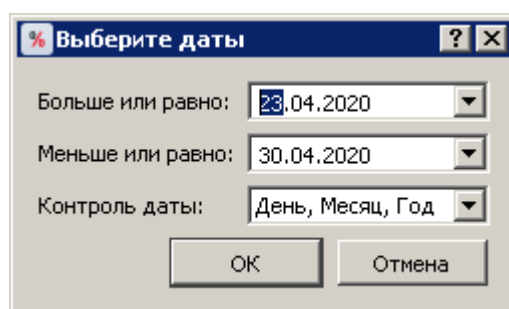 % Выберите даты ? X
Больше или равно: 23.04.2020
Меньше или равно: 30.04.2020
Контроль даты: День, Месяц, Год
ОК Отмена